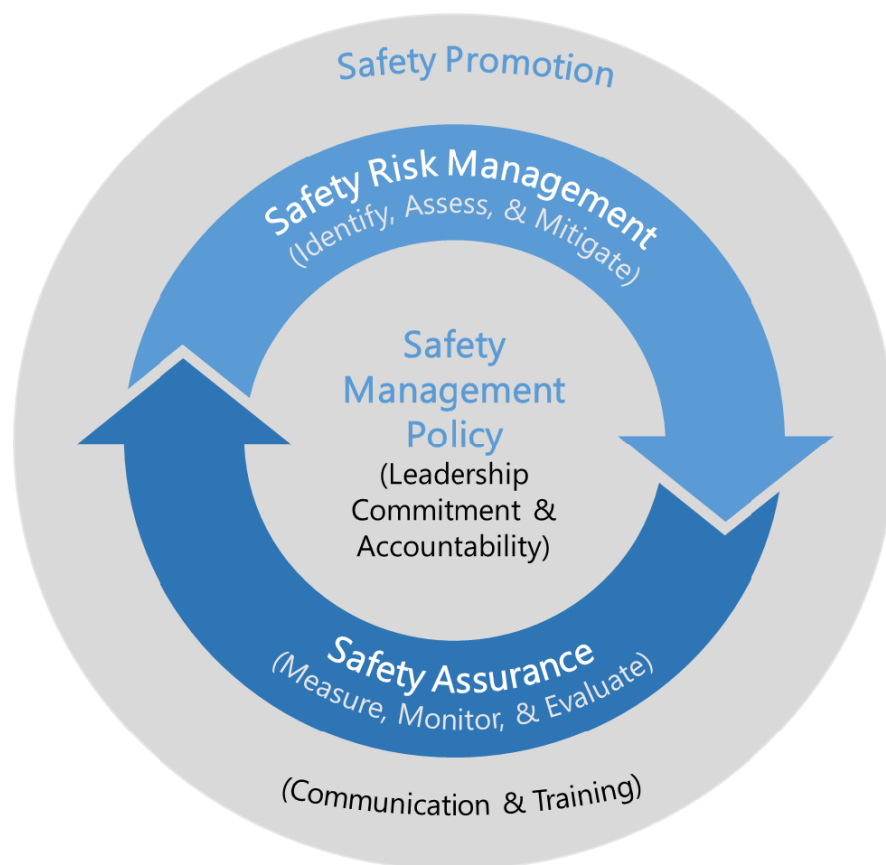 Safety Promotion
Safety Risk Management
(Identify, Assess, & Mitigate)
Safety
Management
Policy
(Leadership
Commitment &
Accountability)
Safety Assurance
(Measure, Monitor, & Evaluate)
(Communication & Training)